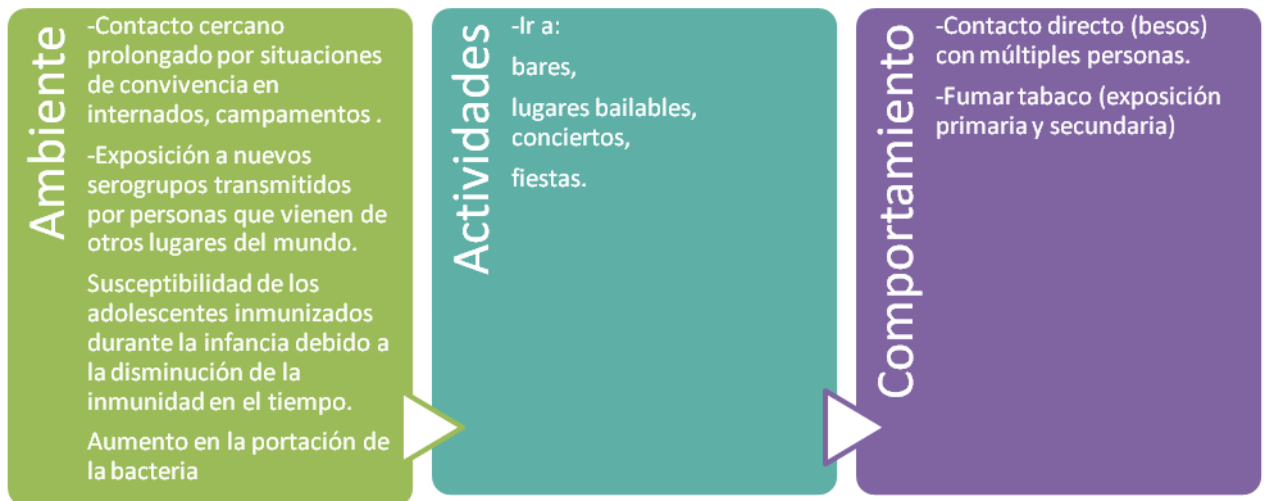 Ambiente
-Contacto cercano
prolongado por situaciones
de convivencia en
internados, campamentos .
-Exposición a nuevos
serogrupos transmitidos
por personas que vienen de
otros lugares del mundo.
Susceptibilidad de los
adolescentes inmunizados
durante la infancia debido a
la disminución de la
inmunidad en el tiempo.
Aumento en la portación de
la bacteria
Actividades
-Ir a:
bares,
lugares bailables,
conciertos,
fiestas.
Comportamiento
-Contacto directo (besos)
con múltiples personas.
-Fumar tabaco (exposición
primaria y secundaria)